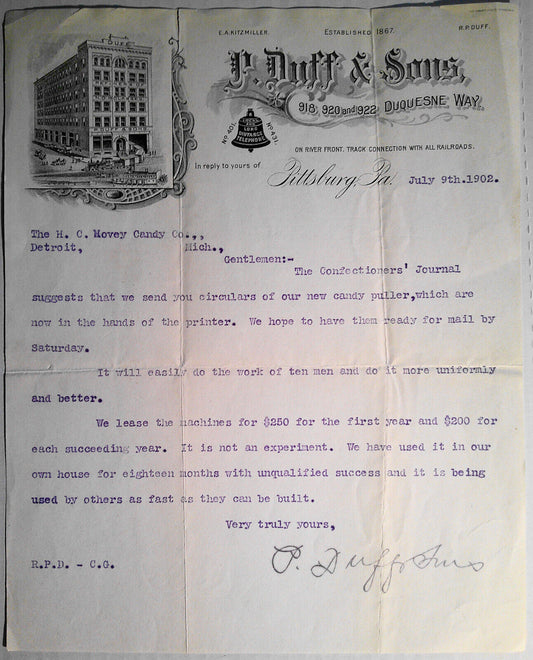 E.A.KITZMILLER. ESTABLISHED 1867. R.P.DUFF.
P. Duff & Sons,
918, 920 and 922 DUQUESNE WAY.
No 401. LONG DISTANCE TELEPHONE No 431.
ON RIVER FRONT. TRACK CONNECTION WITH ALL RAILROADS.
In reply to yours of
Pittsburg, Pa. July 9th.1902.
The H. C. Movey Candy Co.,,
Detroit, Mich.,
Gentlemen:-
The Confectioners' Journal
suggests that we send you circulars of our new candy puller,which are
now in the hands of the printer. We hope to have them ready for mail by
Saturday.
It will easily do the work of ten men and do it more uniformly
and better.
We lease the machines for $250 for the first year and $200 for
each succeeding year. It is not an experiment. We have used it in our
own house for eighteen months with unqualified success and it is being
used by others as fast as they can be built.
Very truly yours,
P. Duff & Sons
R.P.D. - C.G.